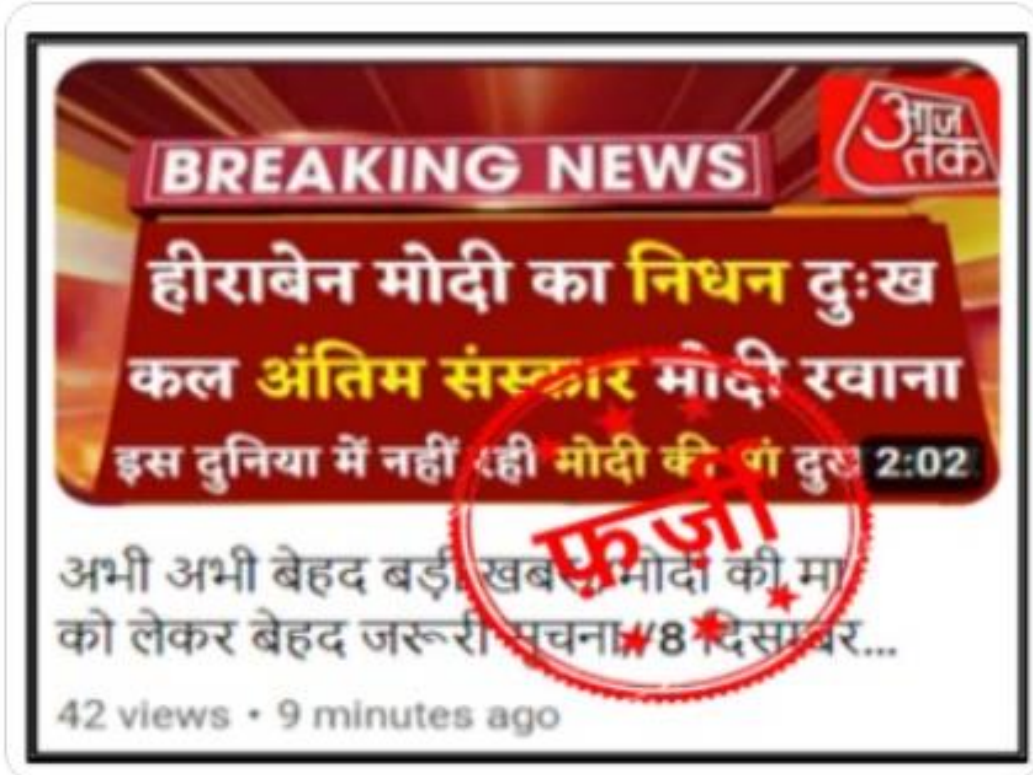 आज
तक
BREAKING NEWS
हीराबेन मोदी का निधन दुःख
कल अंतिम संस्कार मोदी रवाना
इस दुनिया में नहीं रही मोदी की मां
2:02
फ़र्ज़ी
अभी अभी बेहद बड़ी खबर मोदी की मां
को लेकर बेहद जरूरी सूचना//8 दिसम्बर...
42 views • 9 minutes ago